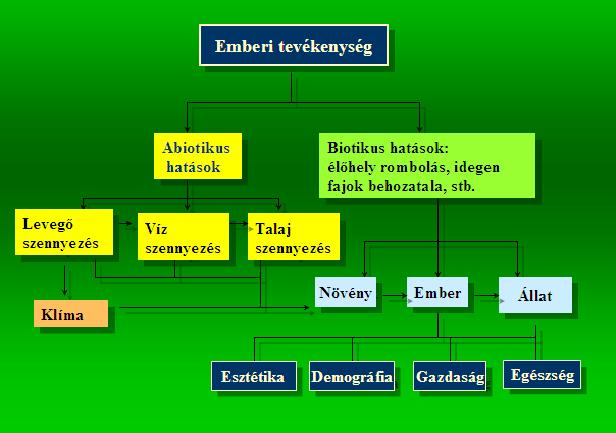 Emberi tevékenység
Abiotikus
hatások
Biotikus hatások:
élőhely rombolás, idegen
fajok behozatala, stb.
Levegő
szennyezés
Víz
szennyezés
Talaj
szennyezés
Klíma
Növény
Ember
Állat
Esztétika
Demográfia
Gazdaság
Egészség